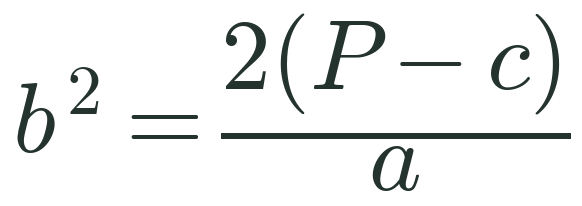 b² = 2(P − c) / a